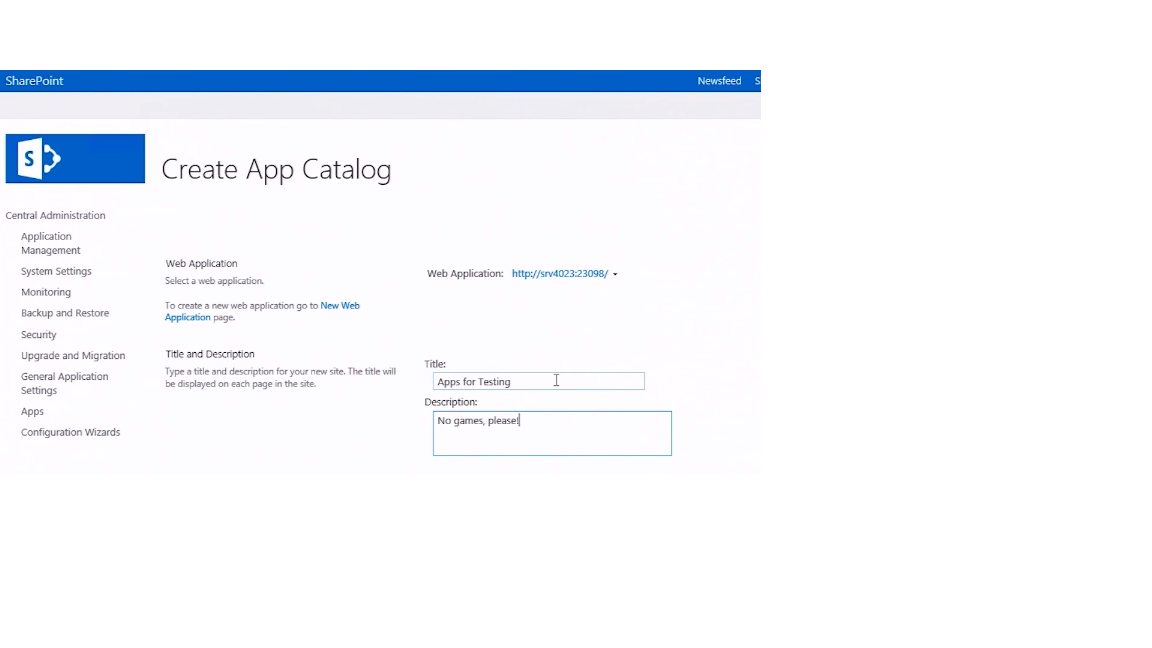 SharePoint
Newsfeed S
S
Create App Catalog
Central Administration
Application
Management
System Settings
Monitoring
Backup and Restore
Security
Upgrade and Migration
General Application
Settings
Apps
Configuration Wizards
Web Application
Select a web application.
To create a new web application go to New Web
Application page.
Web Application: http://srv4023:23098/
Title and Description
Type a title and description for your new site. The title will
be displayed on each page in the site.
Title:
Apps for Testing
Description:
No games, please!